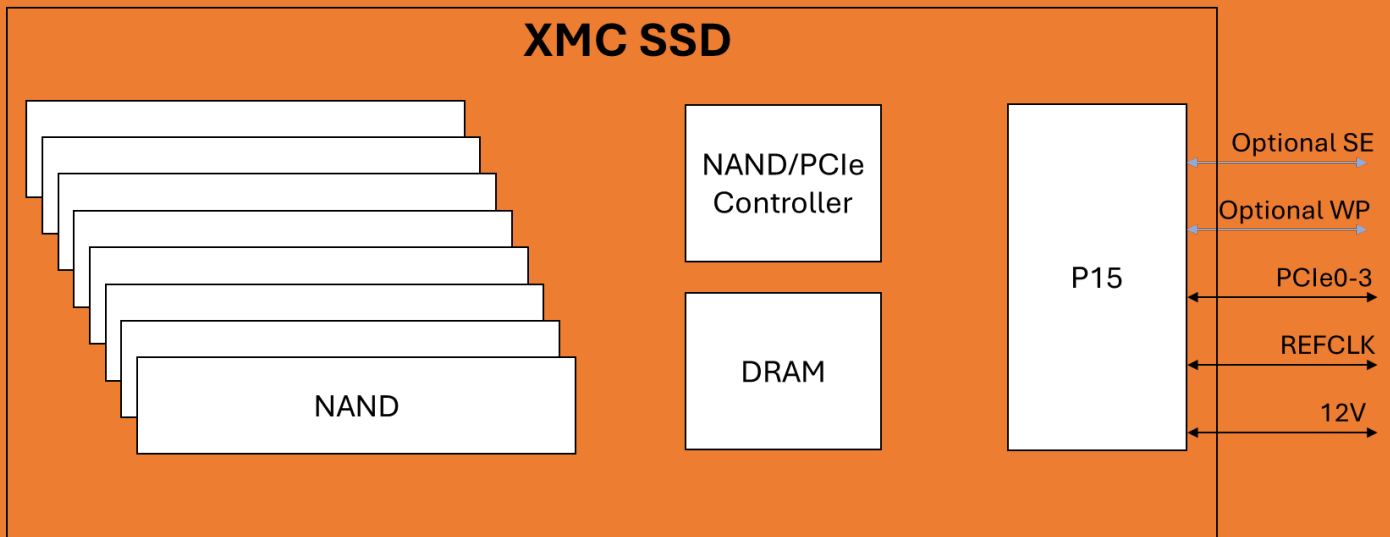 XMC SSD
NAND
NAND/PCIe
Controller
DRAM
P15
Optional SE
Optional WP
PCIe0-3
REFCLK
12V